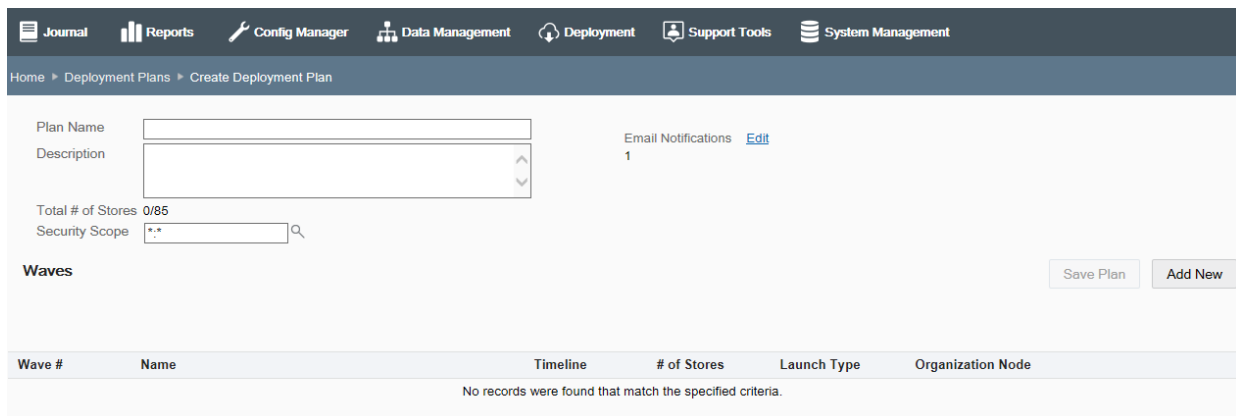 Journal Reports Config Manager Data Management Deployment Support Tools System Management
Home Deployment Plans Create Deployment Plan
Plan Name
Email Notifications Edit
Description
1
Total # of Stores 0/85
Security Scope *:*
Waves
Save Plan Add New
Wave # Name Timeline # of Stores Launch Type Organization Node
No records were found that match the specified criteria.